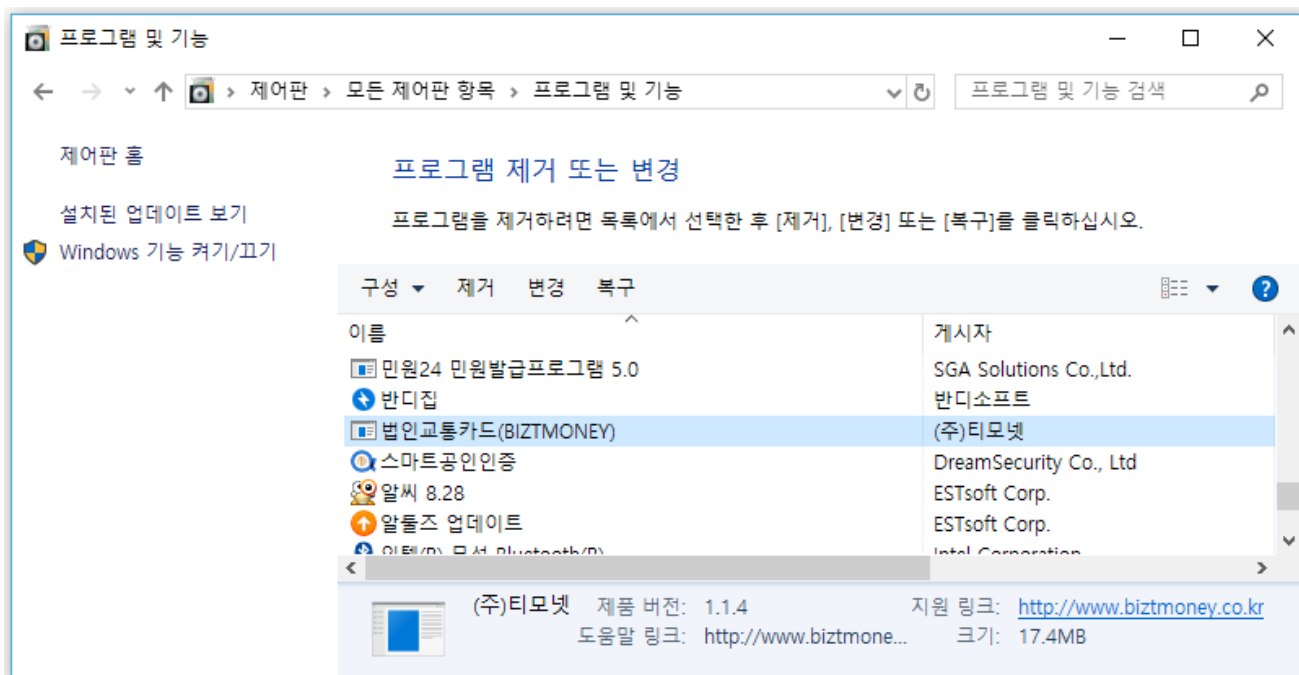 프로그램 및 기능
제어판 › 모든 제어판 항목 › 프로그램 및 기능
프로그램 및 기능 검색
제어판 홈
설치된 업데이트 보기
Windows 기능 켜기/끄기
프로그램 제거 또는 변경
프로그램을 제거하려면 목록에서 선택한 후 [제거], [변경] 또는 [복구]를 클릭하십시오.
구성 제거 변경 복구
이름 게시자
민원24 민원발급프로그램 5.0 SGA Solutions Co.,Ltd.
반디집 반디소프트
법인교통카드(BIZTMONEY) (주)티모넷
스마트공인인증 DreamSecurity Co., Ltd
알씨 8.28 ESTsoft Corp.
알툴즈 업데이트 ESTsoft Corp.
인텔(R) 무선 Bluetooth(R) Intel Corporation
(주)티모넷 제품 버전: 1.1.4 지원 링크: http://www.biztmoney.co.kr
도움말 링크: http://www.biztmone... 크기: 17.4MB